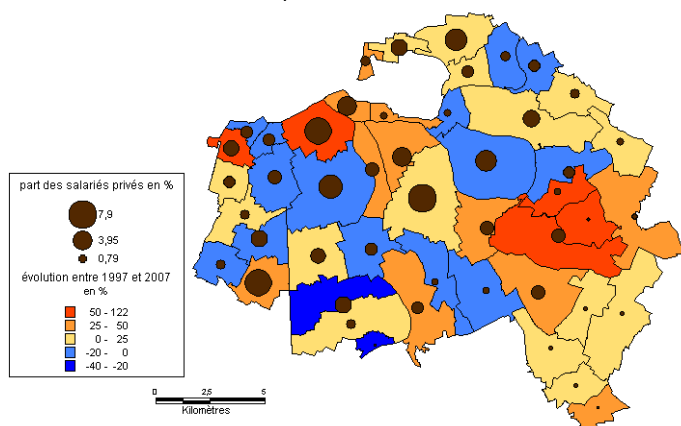 part des salariés privés en %
7,9
3,95
0,79
évolution entre 1997 et 2007
en %
50 - 122
25 - 50
0 - 25
-20 - 0
-40 - -20
0 2,5 5
Kilomètres